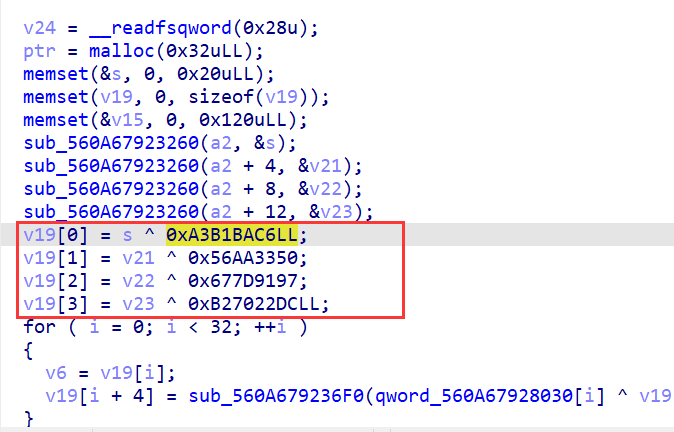 v24 = __readfsqword(0x28u);
ptr = malloc(0x32uLL);
memset(&s, 0, 0x20uLL);
memset(v19, 0, sizeof(v19));
memset(&v15, 0, 0x120uLL);
sub_560A67923260(a2, &s);
sub_560A67923260(a2 + 4, &v21);
sub_560A67923260(a2 + 8, &v22);
sub_560A67923260(a2 + 12, &v23);
v19[0] = s ^ 0xA3B1BAC6LL;
v19[1] = v21 ^ 0x56AA3350;
v19[2] = v22 ^ 0x677D9197;
v19[3] = v23 ^ 0xB27022DCLL;
for ( i = 0; i < 32; ++i )
{
v6 = v19[i];
v19[i + 4] = sub_560A679236F0(qword_560A67928030[i] ^ v19
}